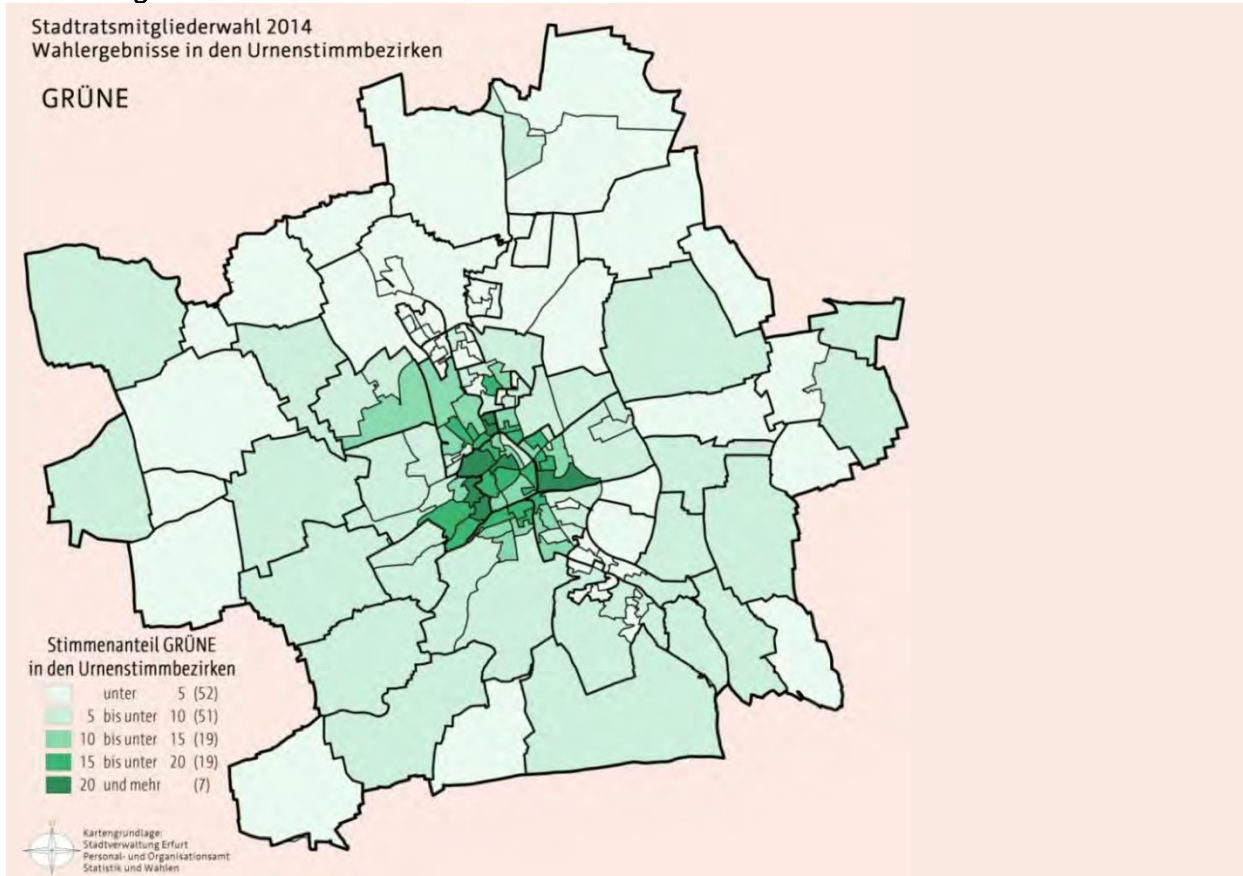 Stadtratsmitgliederwahl 2014
Wahlergebnisse in den Urnenstimmbezirken
GRÜNE
Stimmenanteil GRÜNE
in den Urnenstimmbezirken
unter 5 (52)
5 bis unter 10 (51)
10 bis unter 15 (19)
15 bis unter 20 (19)
20 und mehr (7)
Kartengrundlage:
Stadtverwaltung Erfurt
Personal- und Organisationsamt
Statistik und Wahlen